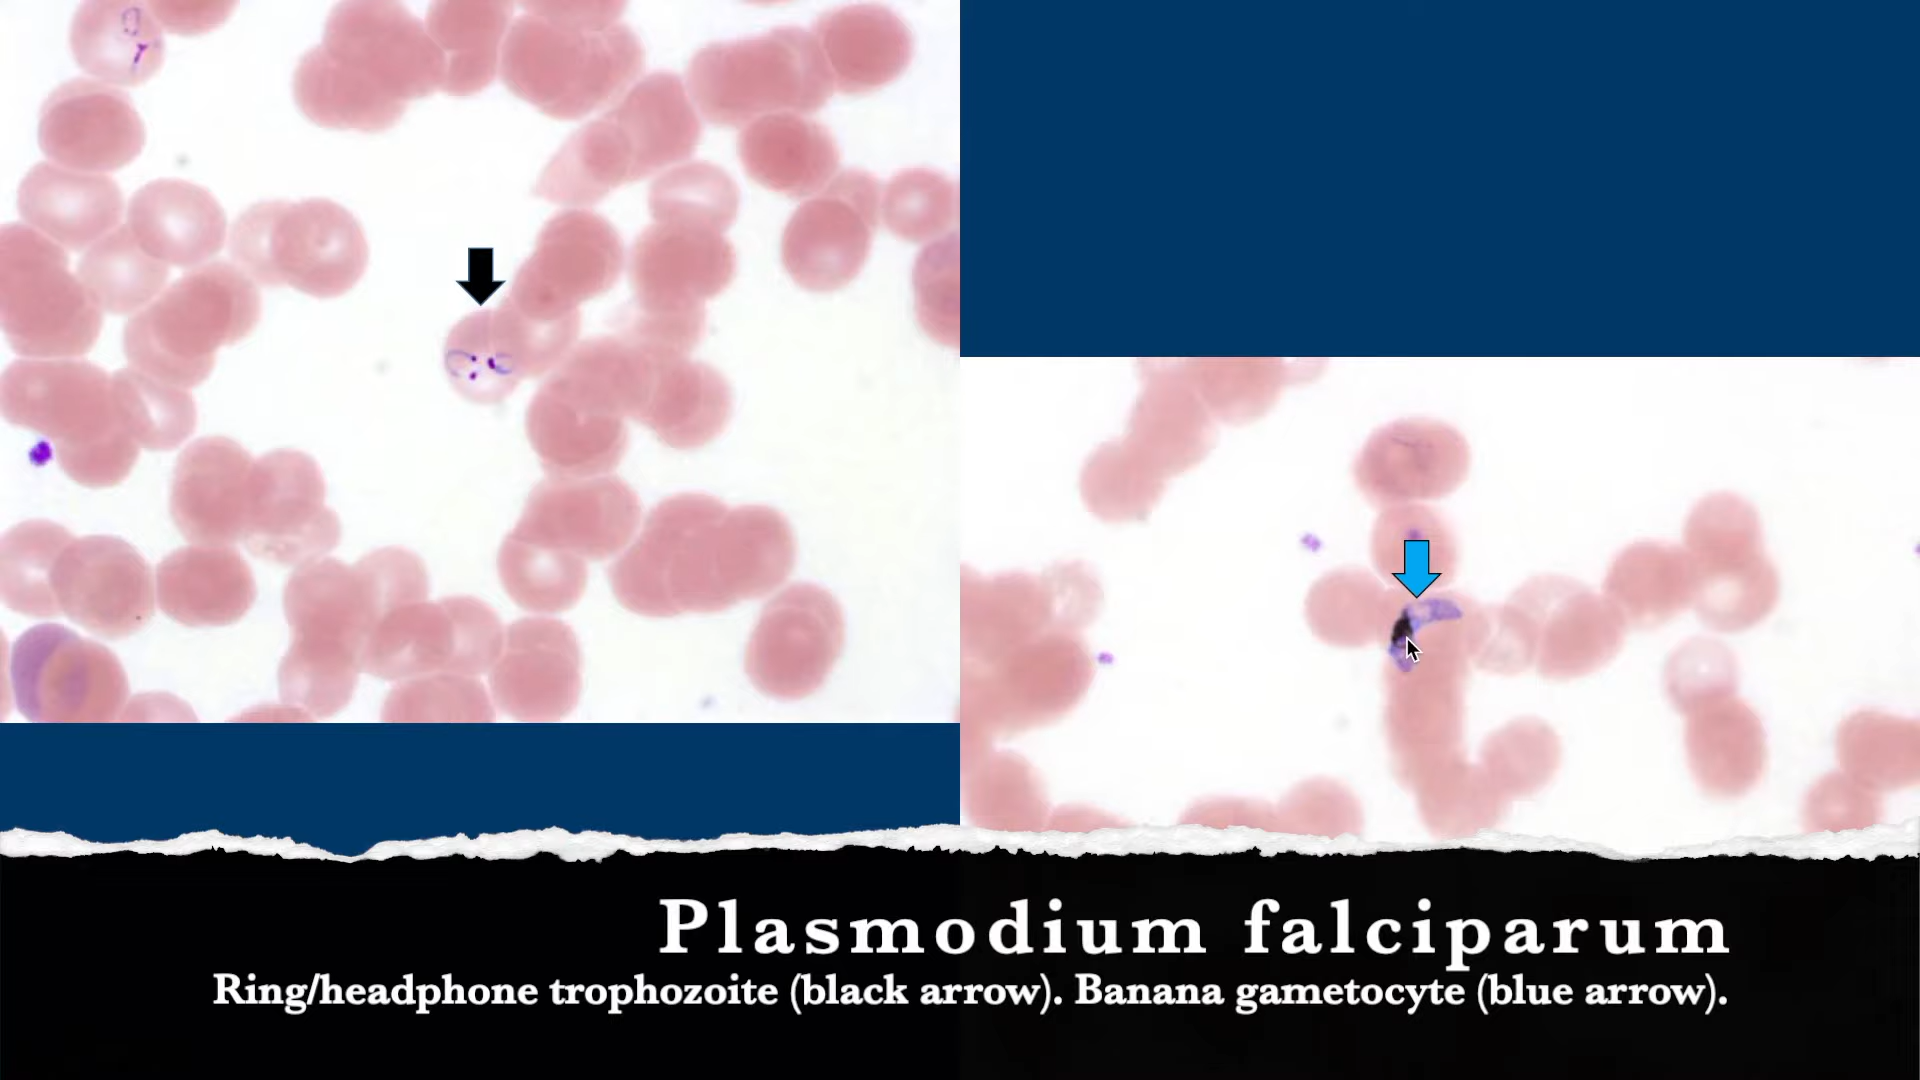 Plasmodium falciparum
Ring/headphone trophozoite (black arrow). Banana gametocyte (blue arrow).